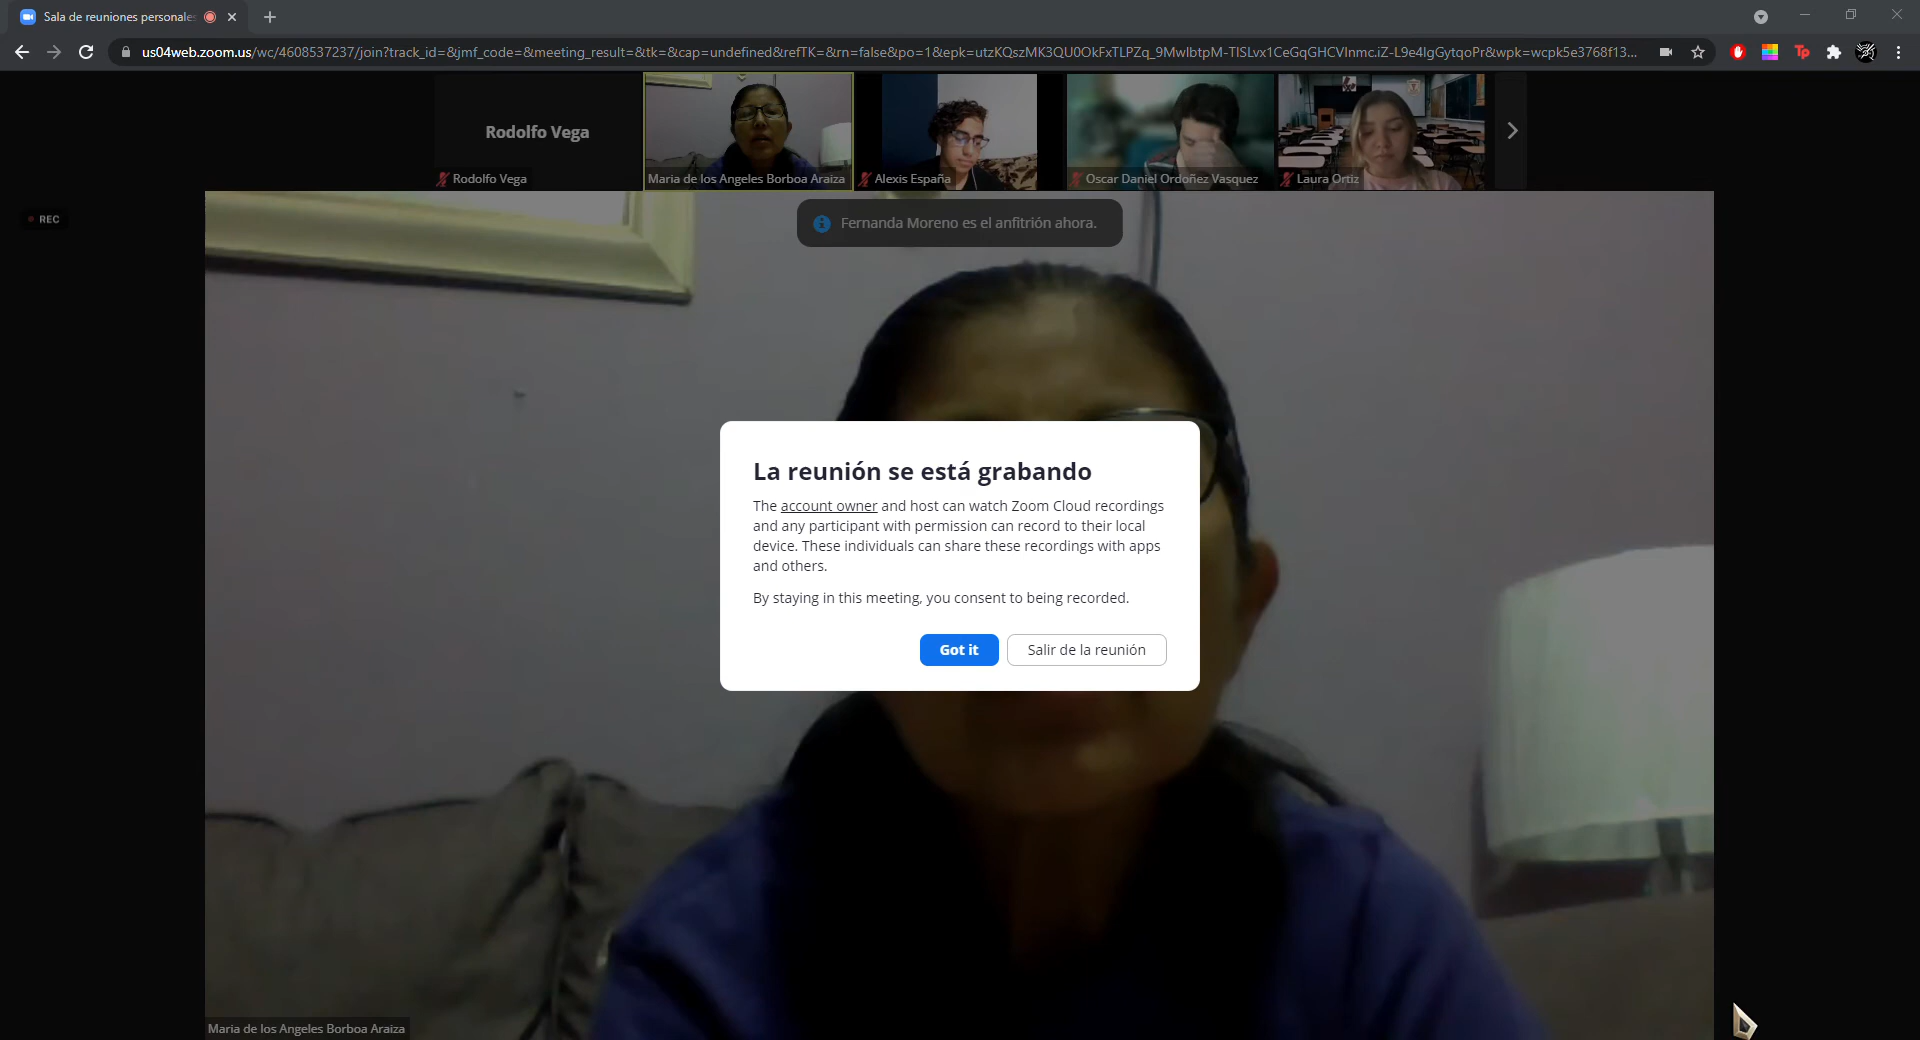 Sala de reuniones personales
us04web.zoom.us/wc/4608537237/join?track_id=&jmf_code=&meeting_result=&tk=&cap=undefined&refTK=&rn=false&po=1&epk=utzKQszMK3QU0OkFxTLPZq_9MwIbtpM-TlSLvx1CeGqGHCVInmc.iZ-L9e4IgGytqoPr&wpk=wcpk5e3768f13...
Rodolfo Vega
Rodolfo Vega
Maria de los Angeles Borboa Araiza
Alexis España
Oscar Daniel Ordoñez Vasquez
Laura Ortiz
REC
Fernanda Moreno es el anfitrión ahora.
La reunión se está grabando
The account owner and host can watch Zoom Cloud recordings
and any participant with permission can record to their local
device. These individuals can share these recordings with apps
and others.
By staying in this meeting, you consent to being recorded.
Got it
Salir de la reunión
Maria de los Angeles Borboa Araiza